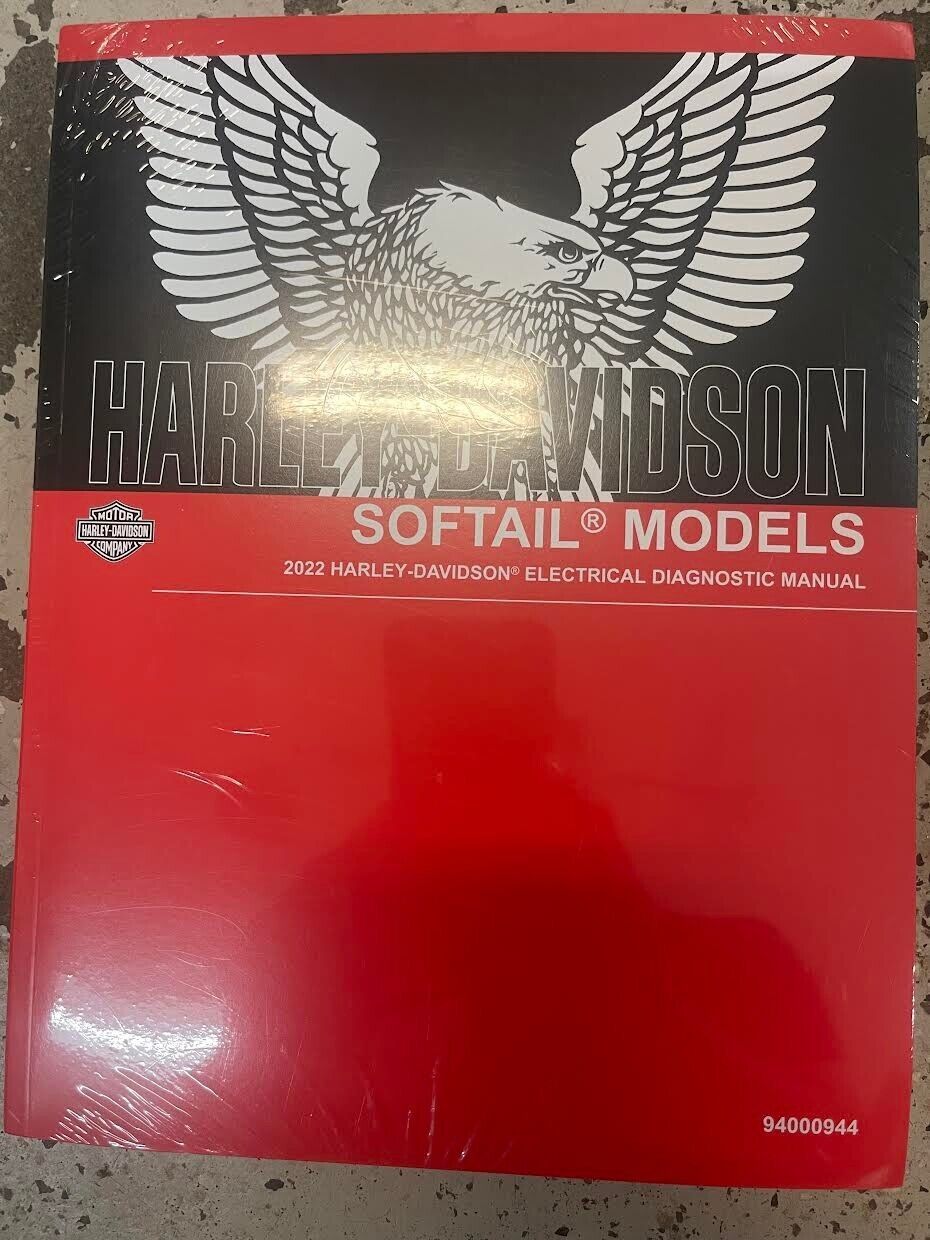 HARLEY-DAVIDSON
MOTOR
HARLEY-DAVIDSON
COMPANY
SOFTAIL® MODELS
2022 HARLEY-DAVIDSON® ELECTRICAL DIAGNOSTIC MANUAL
94000944